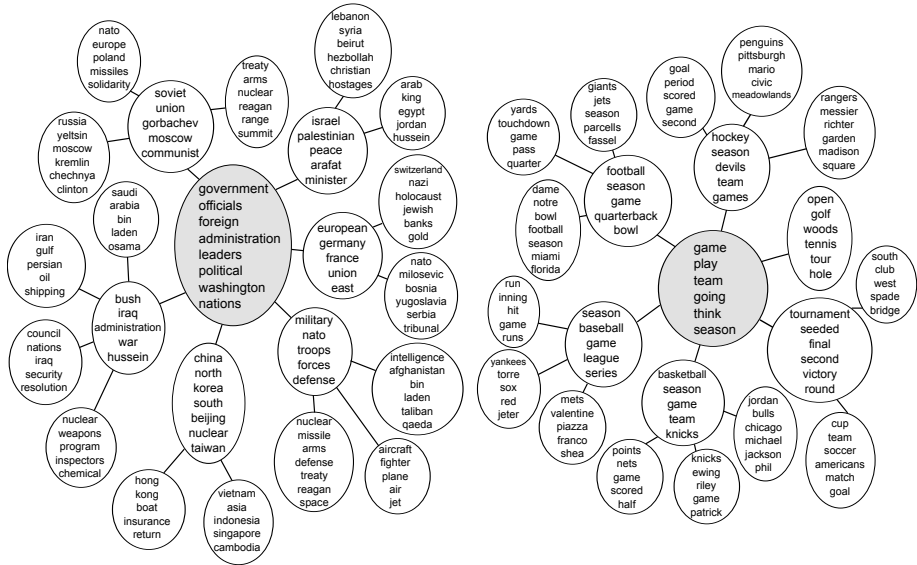 nato
europe
poland
missiles
solidarity
soviet
union
gorbachev
moscow
communist
treaty
arms
nuclear
reagan
range
summit
russia
yeltsin
moscow
kremlin
chechnya
clinton
lebanon
syria
beirut
hezbollah
christian
hostages
israel
palestinian
peace
arafat
minister
arab
king
egypt
jordan
hussein
government
officials
foreign
administration
leaders
political
washington
nations
european
germany
france
union
east
switzerland
nazi
holocaust
jewish
banks
gold
nato
milosevic
bosnia
yugoslavia
serbia
tribunal
saudi
arabia
bin
laden
osama
iran
gulf
persian
oil
shipping
bush
iraq
administration
war
hussein
council
nations
iraq
security
resolution
nuclear
weapons
program
inspectors
chemical
china
north
korea
south
beijing
nuclear
taiwan
hong
kong
boat
insurance
return
vietnam
asia
indonesia
singapore
cambodia
military
nato
troops
forces
defense
intelligence
afghanistan
bin
laden
taliban
qaeda
nuclear
missile
arms
defense
treaty
reagan
space
aircraft
fighter
plane
air
jet
yards
touchdown
game
pass
quarter
giants
jets
season
parcells
fassel
football
season
game
quarterback
bowl
dame
notre
bowl
football
season
miami
florida
goal
period
scored
game
second
penguins
pittsburgh
mario
civic
meadowlands
hockey
season
devils
team
games
rangers
messier
richter
garden
madison
square
game
play
team
going
think
season
open
golf
woods
tennis
tour
hole
south
club
west
spade
bridge
tournament
seeded
final
second
victory
round
cup
team
soccer
americans
match
goal
run
inning
hit
game
runs
season
baseball
game
league
series
yankees
torre
sox
red
jeter
mets
valentine
piazza
franco
shea
basketball
season
game
team
knicks
points
nets
game
scored
half
knicks
ewing
riley
game
patrick
jordan
bulls
chicago
michael
jackson
phil